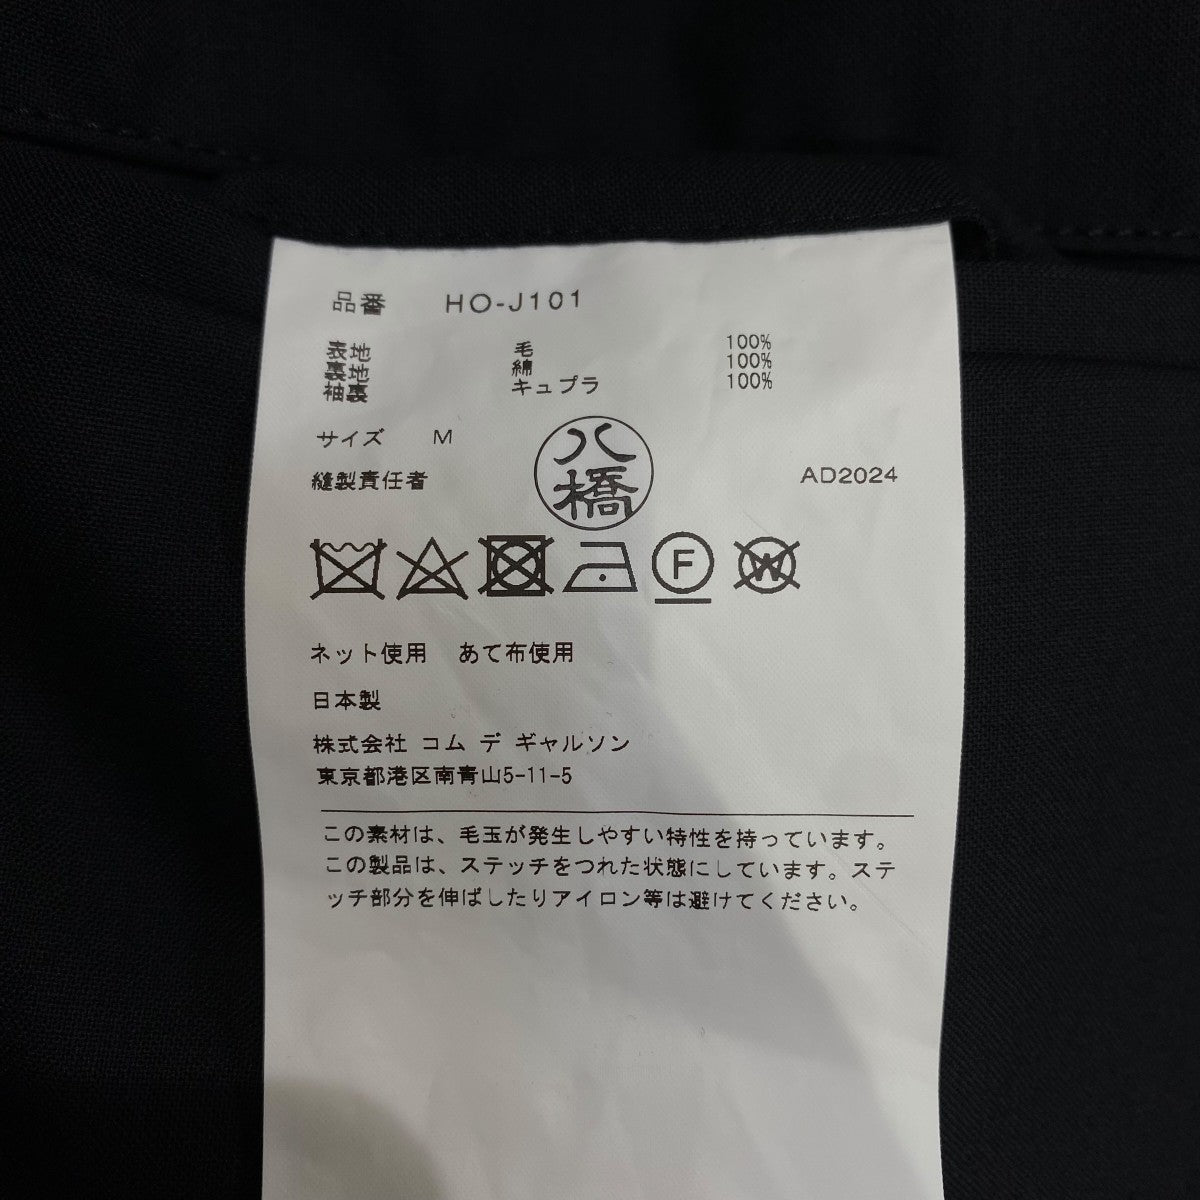 品番 HO-J101
表地 毛 100%
裏地 綿 100%
袖裏 キュプラ 100%
サイズ M
八橋
縫製責任者 AD2024
F W
ネット使用 あて布使用
日本製
株式会社 コム デ ギャルソン
東京都港区南青山5-11-5
この素材は、毛玉が発生しやすい特性を持っています。
この製品は、ステッチをつれた状態にしています。ステ
ッチ部分を伸ばしたりアイロン等は避けてください。